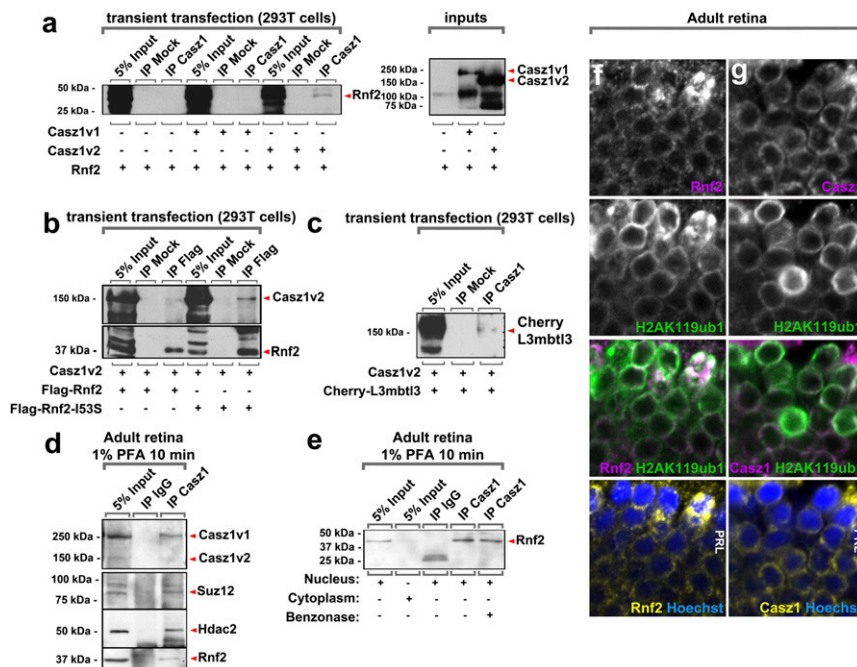 a
transient transfection (293T cells)
5% Input
IP Mock
IP Casz1
5% Input
IP Mock
IP Casz1
5% Input
IP Mock
IP Casz1
50 kDa -
25 kDa -
Rnf2
Casz1v1 - - - + + + - - -
Casz1v2 - - - - - - + + +
Rnf2 + + + + + + + + +
inputs
250 kDa -
150 kDa -
100 kDa -
75 kDa -
Casz1v1
Casz1v2
- + -
- - +
+ + +
b
transient transfection (293T cells)
5% Input
IP Mock
IP Flag
5% Input
IP Mock
IP Flag
150 kDa -
Casz1v2
37 kDa -
Rnf2
Casz1v2 + + + + + +
Flag-Rnf2 + + + - - -
Flag-Rnf2-I53S - - - + + +
c
transient transfection (293T cells)
5% Input
IP Mock
IP Casz1
150 kDa -
Cherry
L3mbtl3
Casz1v2 + + +
Cherry-L3mbtl3 + + +
d
Adult retina
1% PFA 10 min
5% Input
IP IgG
IP Casz1
250 kDa -
Casz1v1
150 kDa -
Casz1v2
100 kDa -
75 kDa -
Suz12
50 kDa -
Hdac2
37 kDa -
Rnf2
e
Adult retina
1% PFA 10 min
5% Input
5% Input
IP IgG
IP Casz1
IP Casz1
50 kDa -
37 kDa -
25 kDa -
Rnf2
Nucleus: + + + +
Cytoplasm: +
Benzonase: +
Adult retina
f
g
Rnf2
Casz1
H2AK119ub1
H2AK119ub1
Rnf2 H2AK119ub1
Casz1 H2AK119ub
PRL
Rnf2 Hoechst
Casz1 Hoechs